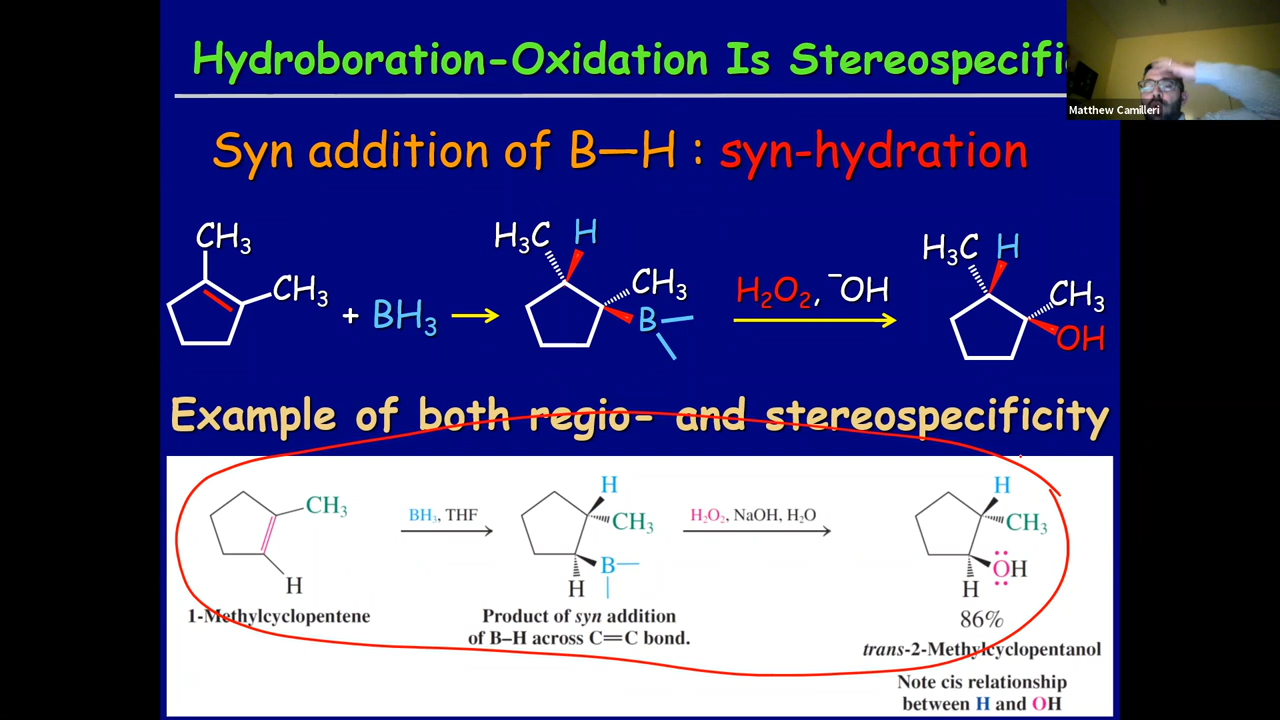 Hydroboration-Oxidation Is Stereospecifi
Matthew Camilleri
Syn addition of B—H : syn-hydration
CH₃
CH₃
+ BH₃
H₃C H
CH₃
B
H₂O₂, ⁻OH
H₃C H
CH₃
OH
Example of both regio- and stereospecificity
CH₃
H
1-Methylcyclopentene
BH₃, THF
H
CH₃
B
H
Product of syn addition
of B–H across C=C bond.
H₂O₂, NaOH, H₂O
H
CH₃
OH
H
86%
trans-2-Methylcyclopentanol
Note cis relationship
between H and OH